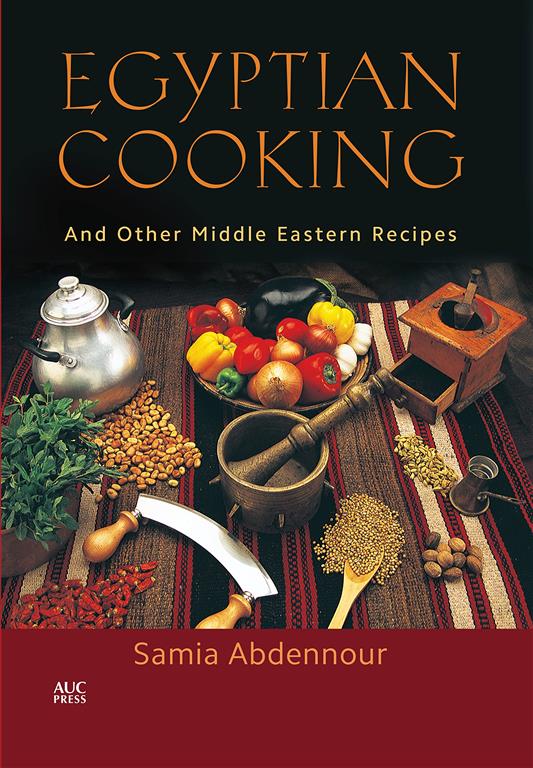 EGYPTIAN
COOKING
And Other Middle Eastern Recipes
Samia Abdennour
AUC
PRESS